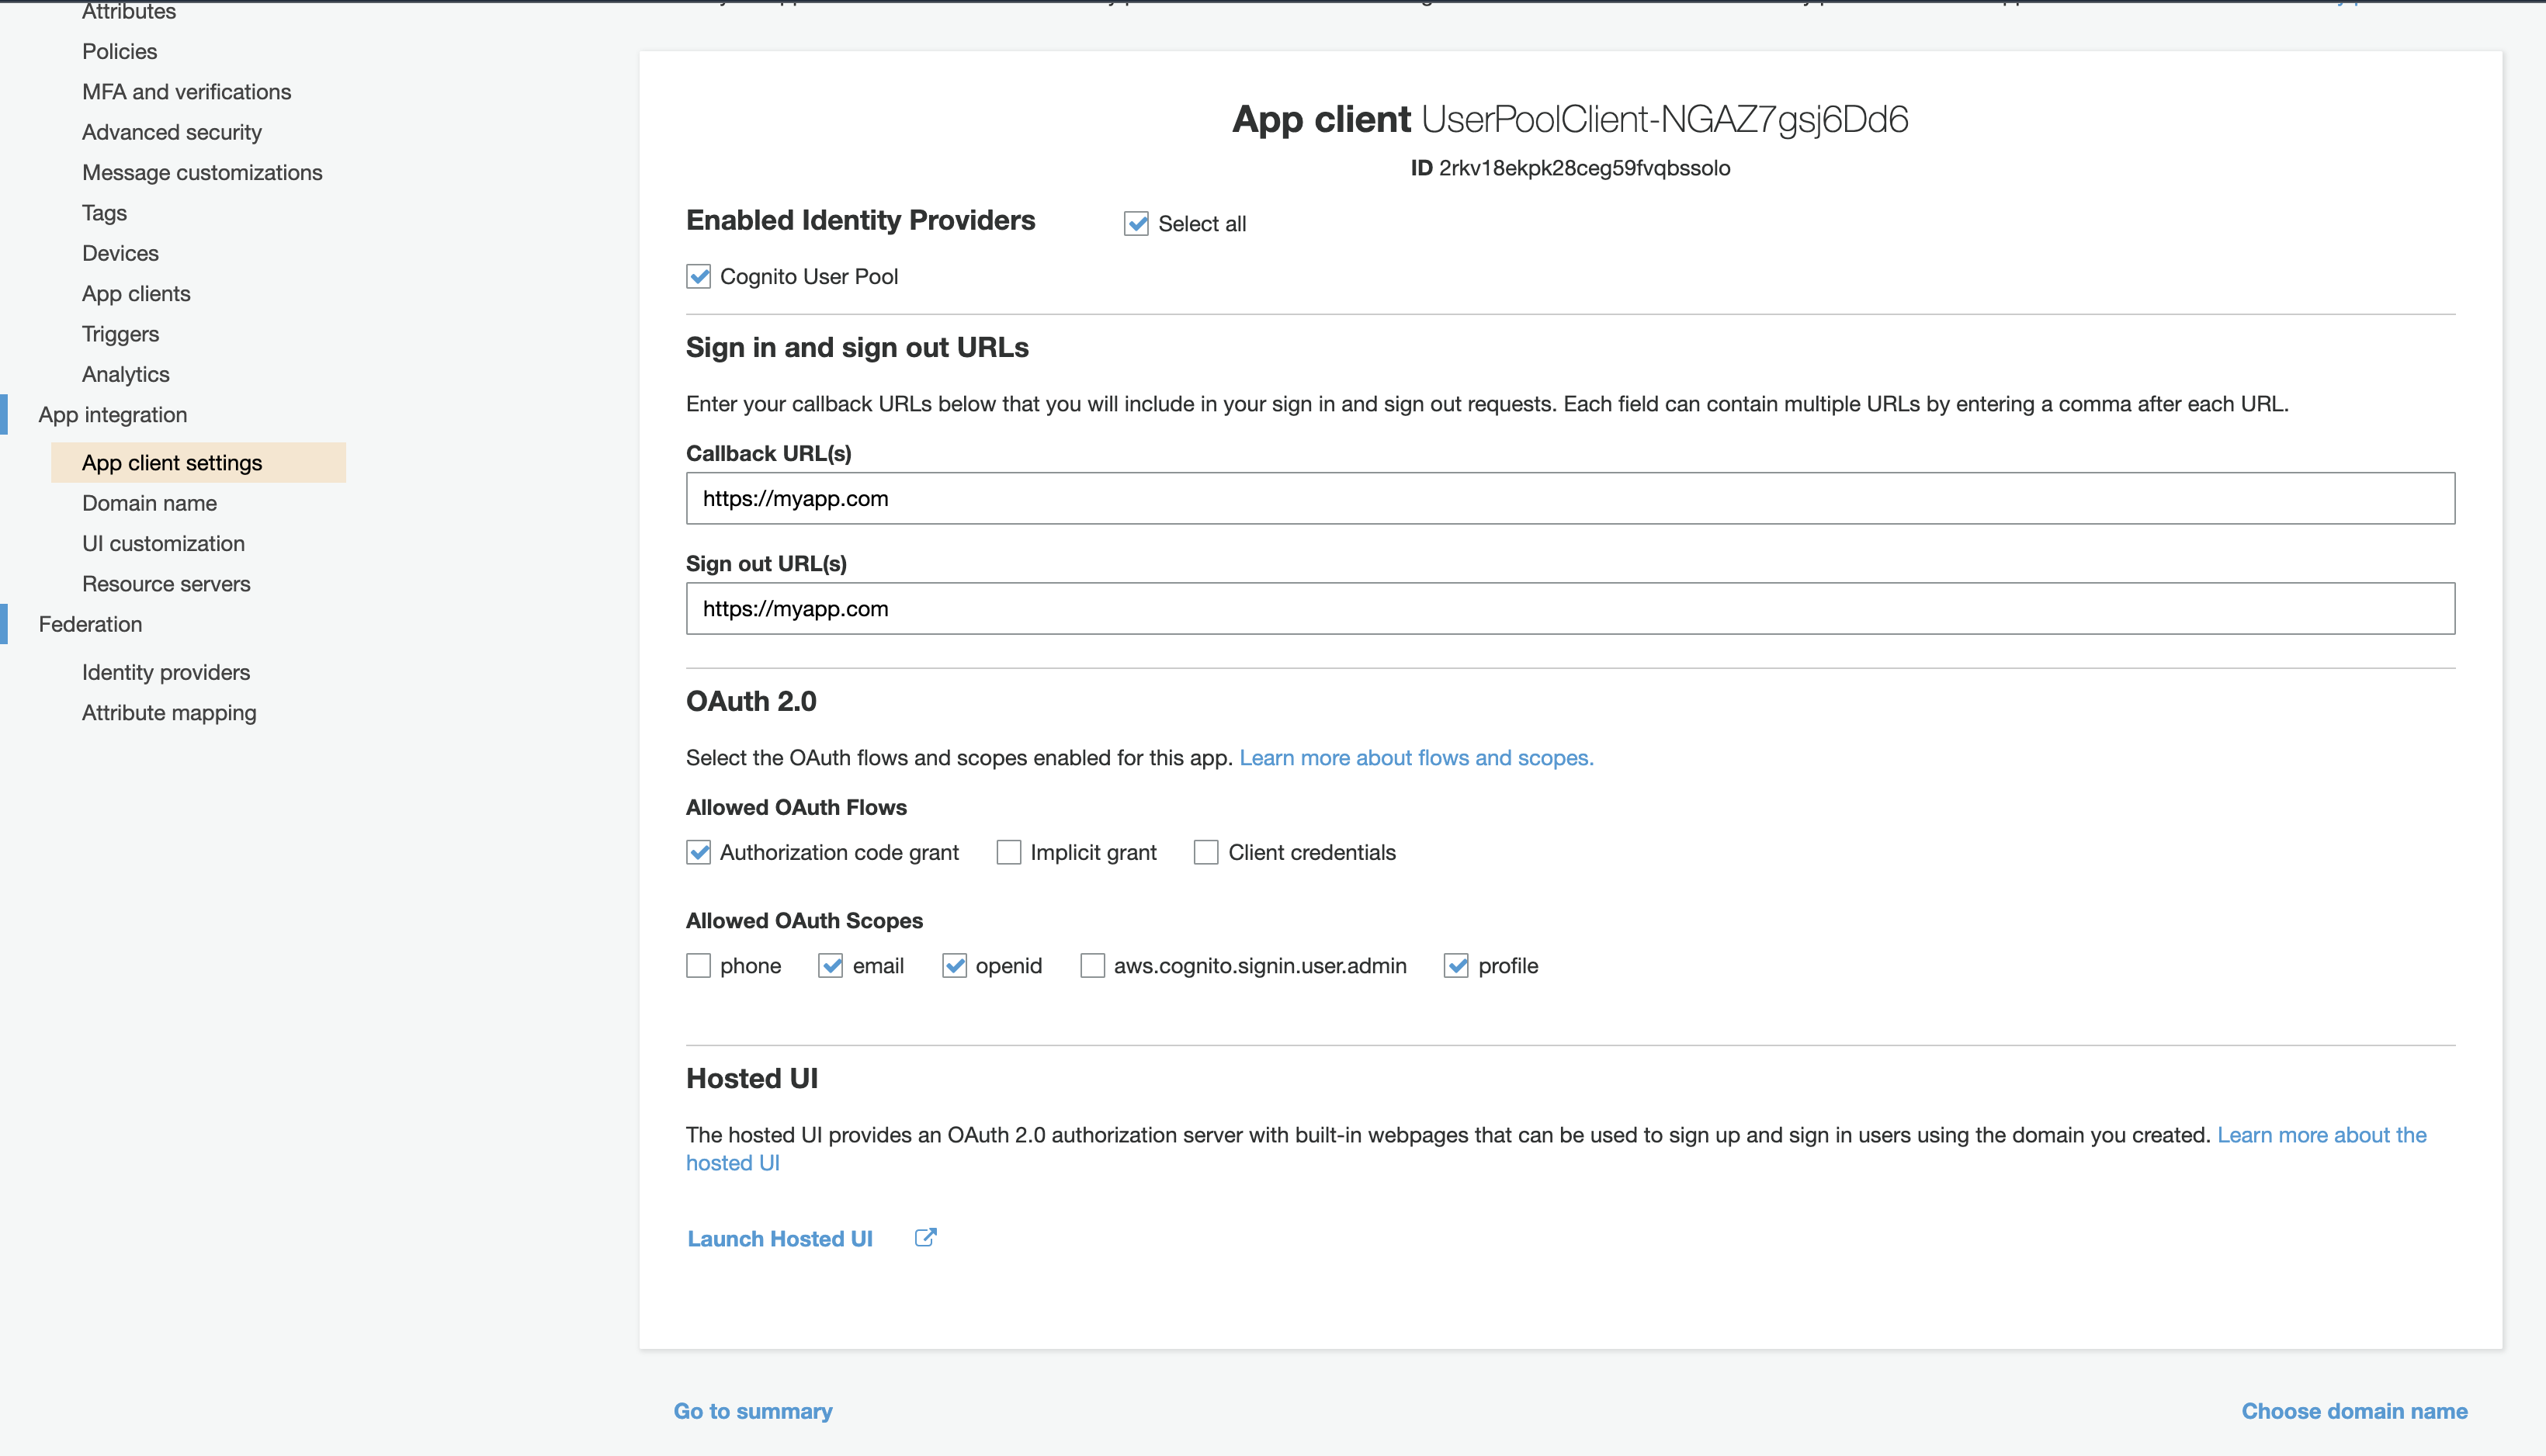 Attributes
Policies
MFA and verifications
Advanced security
Message customizations
Tags
Devices
App clients
Triggers
Analytics
App integration
App client settings
Domain name
UI customization
Resource servers
Federation
Identity providers
Attribute mapping
App client UserPoolClient-NGAZ7gsj6Dd6
ID 2rkv18ekpk28ceg59fvqbssolo
Enabled Identity Providers Select all
Cognito User Pool
Sign in and sign out URLs
Enter your callback URLs below that you will include in your sign in and sign out requests. Each field can contain multiple URLs by entering a comma after each URL.
Callback URL(s)
https://myapp.com
Sign out URL(s)
https://myapp.com
OAuth 2.0
Select the OAuth flows and scopes enabled for this app. Learn more about flows and scopes.
Allowed OAuth Flows
Authorization code grant Implicit grant Client credentials
Allowed OAuth Scopes
phone email openid aws.cognito.signin.user.admin profile
Hosted UI
The hosted UI provides an OAuth 2.0 authorization server with built-in webpages that can be used to sign up and sign in users using the domain you created. Learn more about the
hosted UI
Launch Hosted UI
Go to summary Choose domain name